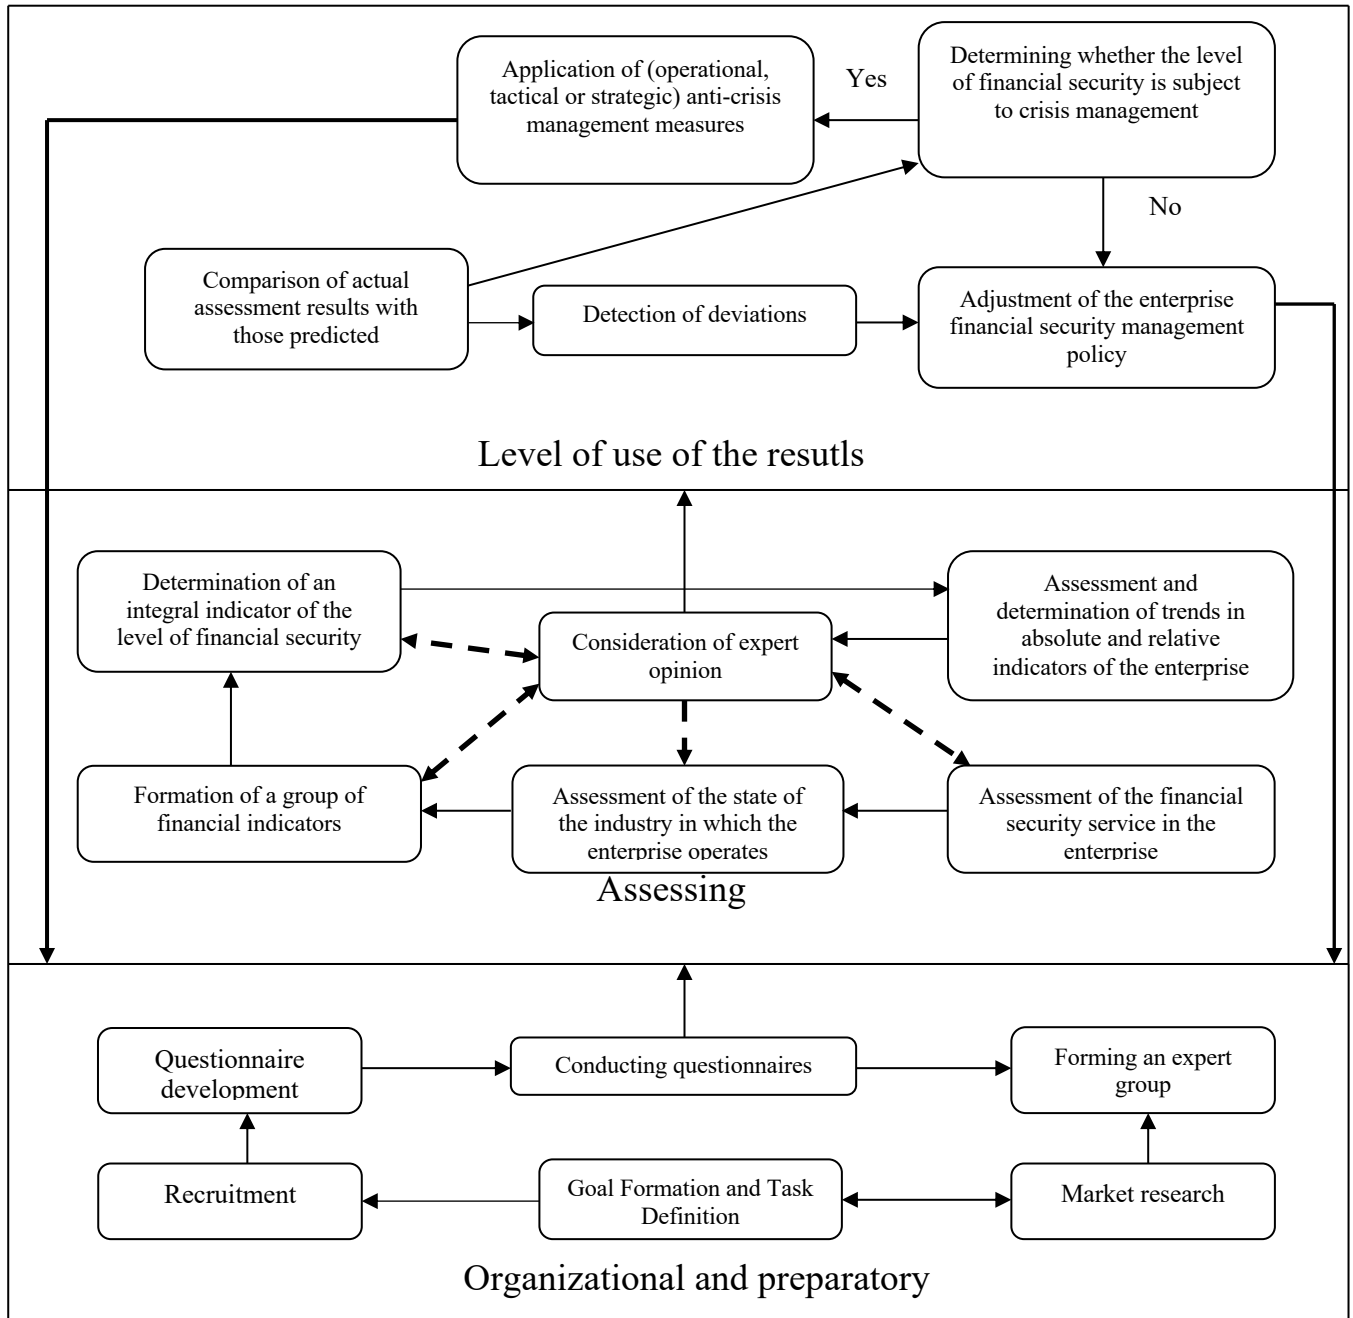 Application of (operational,
tactical or strategic) anti-crisis
management measures
Yes
Determining whether the level
of financial security is subject
to crisis management
No
Comparison of actual
assessment results with
those predicted
Detection of deviations
Adjustment of the enterprise
financial security management
policy
Level of use of the resutls
Determination of an
integral indicator of the
level of financial security
Consideration of expert
opinion
Assessment and
determination of trends in
absolute and relative
indicators of the enterprise
Formation of a group of
financial indicators
Assessment of the state of
the industry in which the
enterprise operates
Assessment of the financial
security service in the
enterprise
Assessing
Questionnaire
development
Conducting questionnaires
Forming an expert
group
Recruitment
Goal Formation and Task
Definition
Market research
Organizational and preparatory